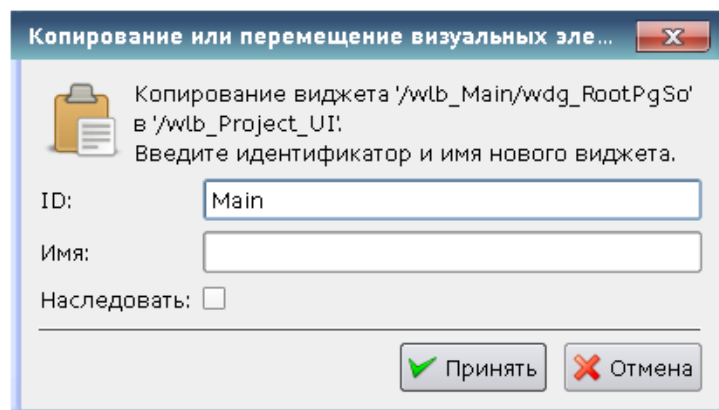 Копирование или перемещение визуальных эле...
Копирование виджета '/wlb_Main/wdg_RootPgSo'
в '/wlb_Project_UI'.
Введите идентификатор и имя нового виджета.
ID: Main
Имя:
Наследовать:
Принять Отмена